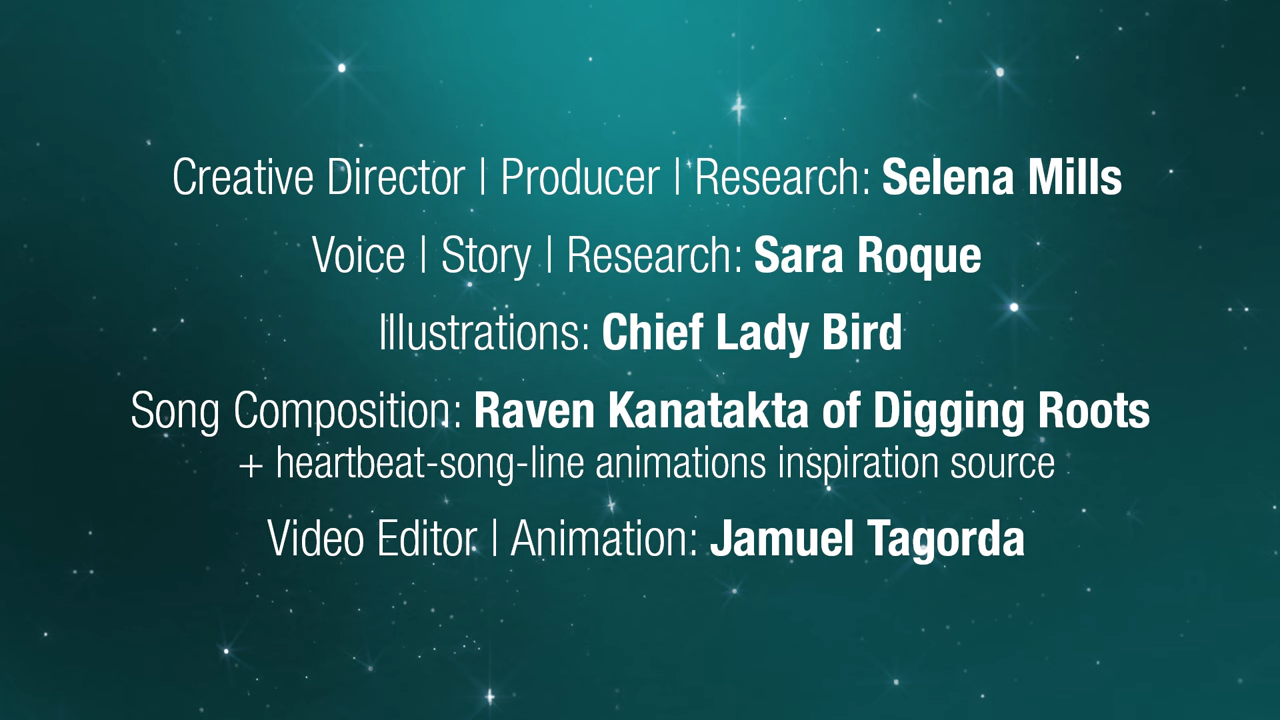 Creative Director | Producer | Research: Selena Mills
Voice | Story | Research: Sara Roque
Illustrations: Chief Lady Bird
Song Composition: Raven Kanatakta of Digging Roots
+ heartbeat-song-line animations inspiration source
Video Editor | Animation: Jamuel Tagorda